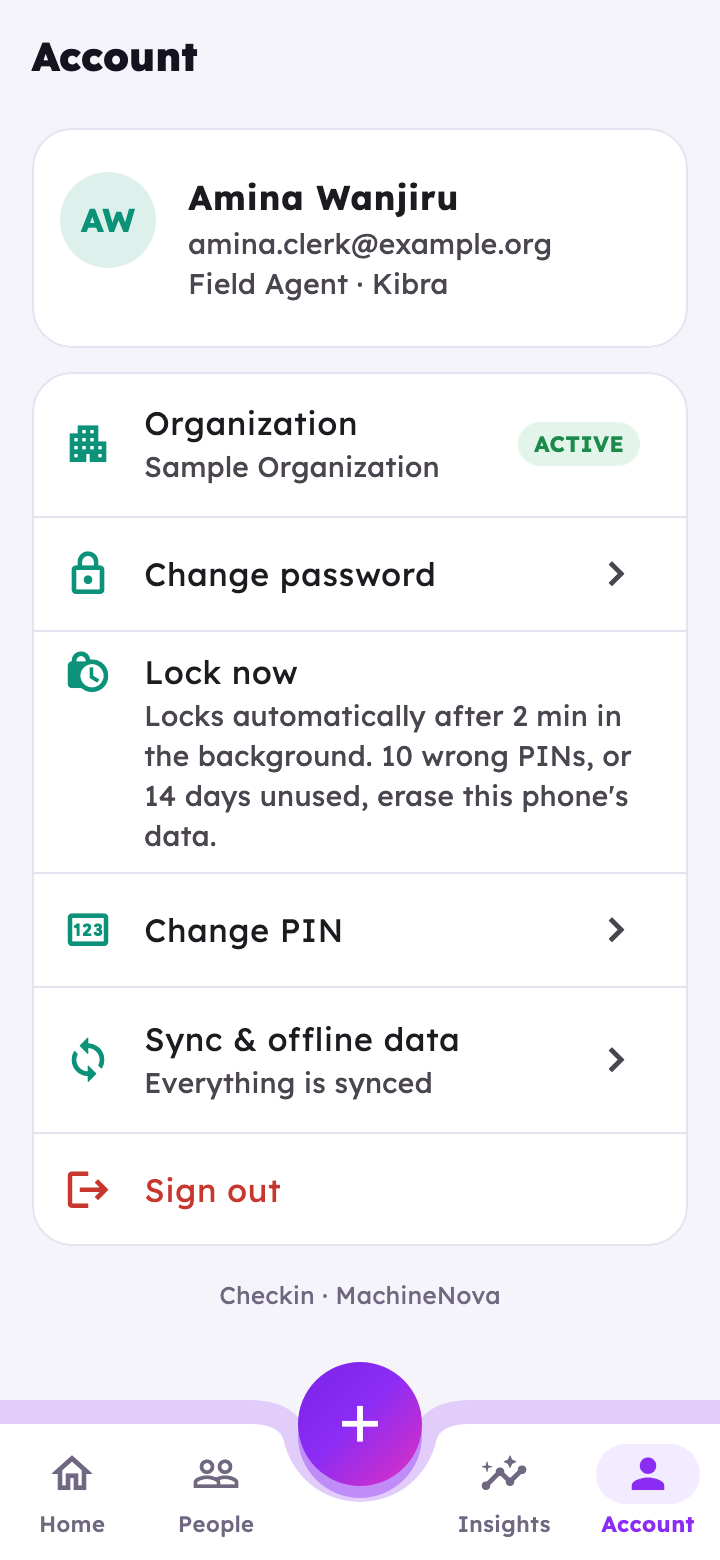 Account
AW
Amina Wanjiru
amina.clerk@example.org
Field Agent · Kibra
Organization
Sample Organization
ACTIVE
Change password
Lock now
Locks automatically after 2 min in
the background. 10 wrong PINs, or
14 days unused, erase this phone's
data.
123
Change PIN
Sync & offline data
Everything is synced
Sign out
Checkin · MachineNova
Home
People
Insights
Account